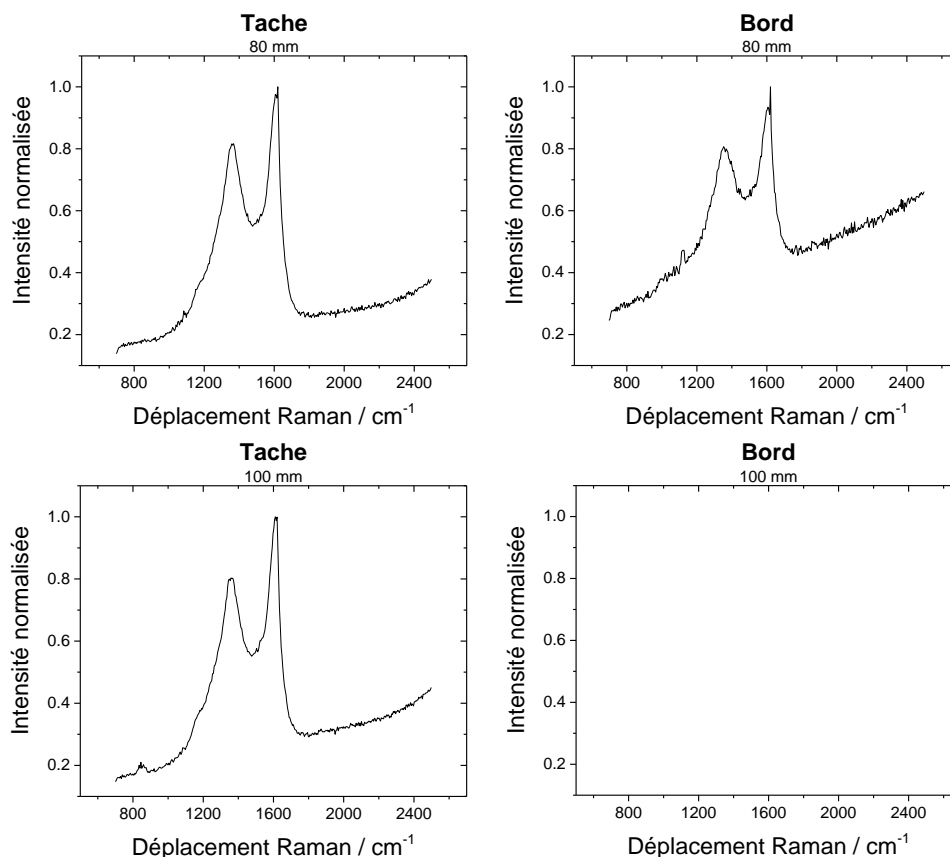 Tache
80 mm
Intensité normalisée
1.0
0.8
0.6
0.4
0.2
800 1200 1600 2000 2400
Déplacement Raman / cm-1
Bord
80 mm
Intensité normalisée
1.0
0.8
0.6
0.4
0.2
800 1200 1600 2000 2400
Déplacement Raman / cm-1
Tache
100 mm
Intensité normalisée
1.0
0.8
0.6
0.4
0.2
800 1200 1600 2000 2400
Déplacement Raman / cm-1
Bord
100 mm
Intensité normalisée
1.0
0.8
0.6
0.4
0.2
800 1200 1600 2000 2400
Déplacement Raman / cm-1